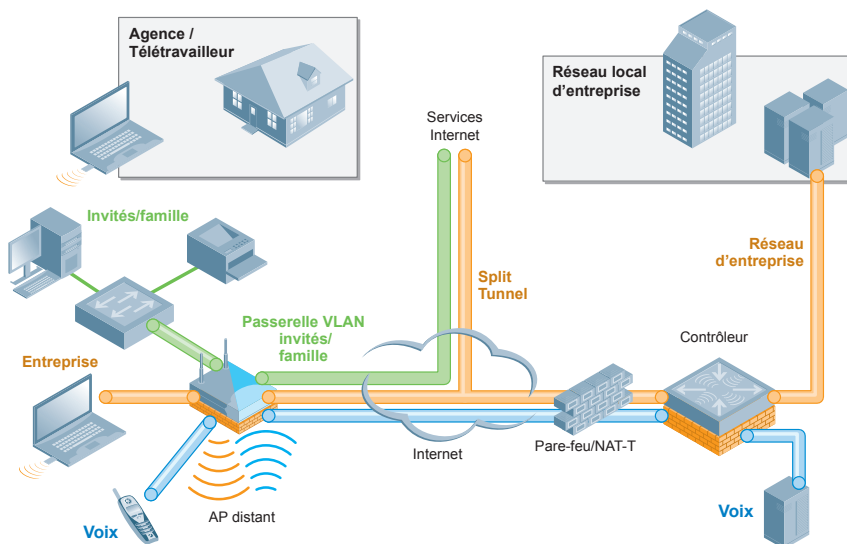 Agence /
Télétravailleur
Réseau local
d'entreprise
Services
Internet
Invités/famille
Réseau
d'entreprise
Split
Tunnel
Passerelle VLAN
invités/
famille
Contrôleur
Entreprise
Internet
Pare-feu/NAT-T
AP distant
Voix
Voix